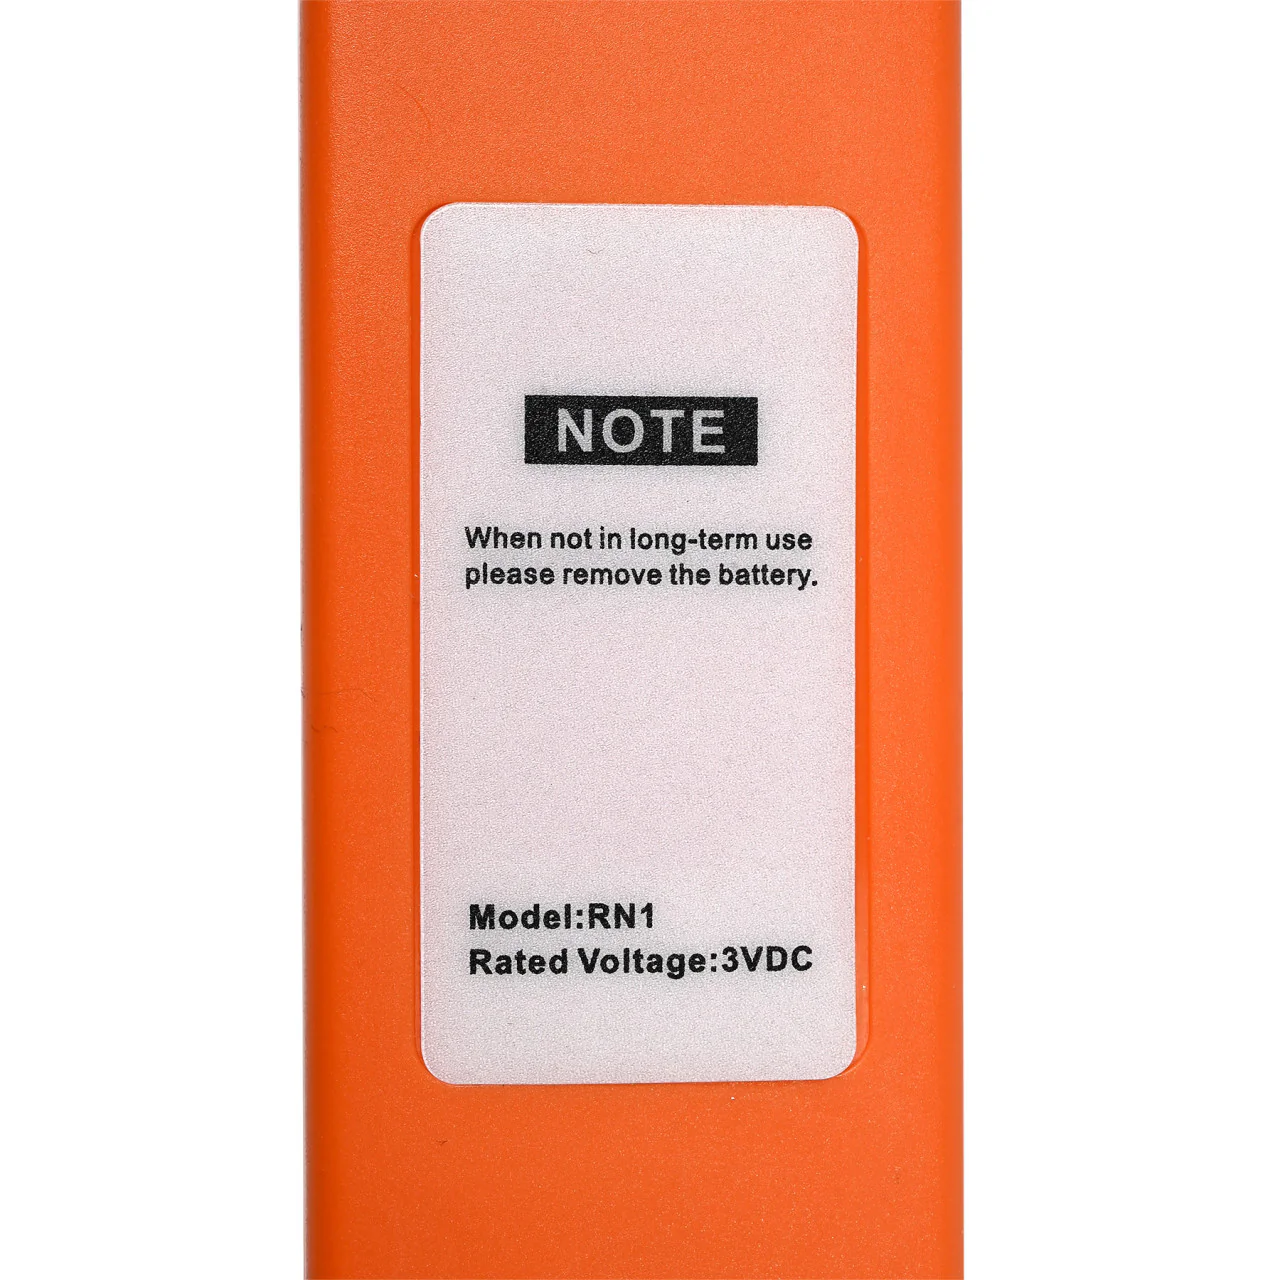 NOTE
When not in long-term use
please remove the battery.
Model:RN1
Rated Voltage:3VDC